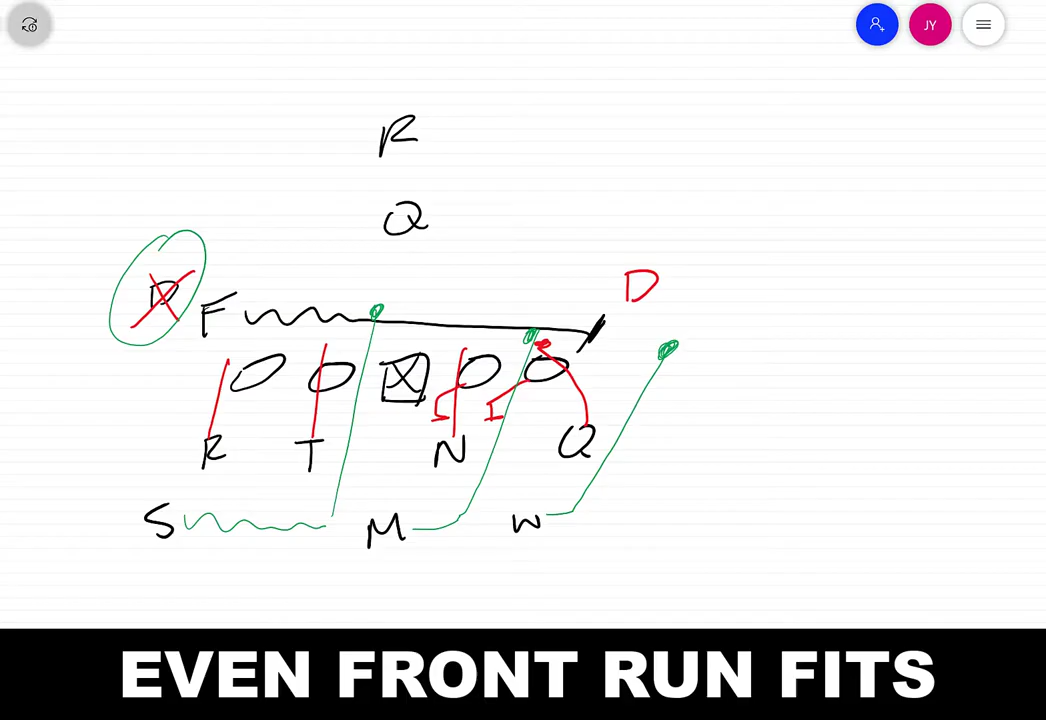 JY
R
Q
D
D F
X
R T N Q
S M W
EVEN FRONT RUN FITS